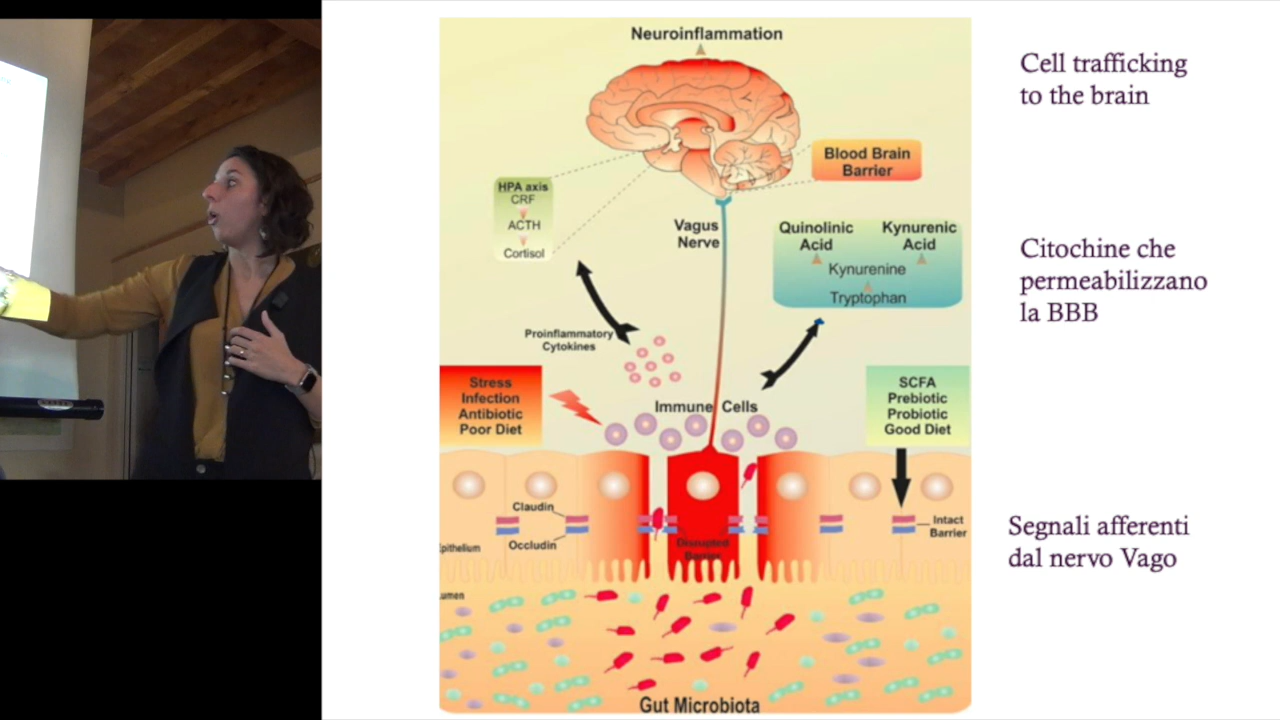 Neuroinflammation
Blood Brain
Barrier
HPA axis
CRF
ACTH
Cortisol
Vagus
Nerve
Quinolinic
Acid
Kynurenic
Acid
Kynurenine
Tryptophan
Proinflammatory
Cytokines
Stress
Infection
Antibiotic
Poor Diet
Immune Cells
SCFA
Prebiotic
Probiotic
Good Diet
Claudin
Occludin
Epithelium
Disrupted
Barrier
Intact
Barrier
Lumen
Gut Microbiota
Cell trafficking
to the brain
Citochine che
permeabilizzano
la BBB
Segnali afferenti
dal nervo Vago